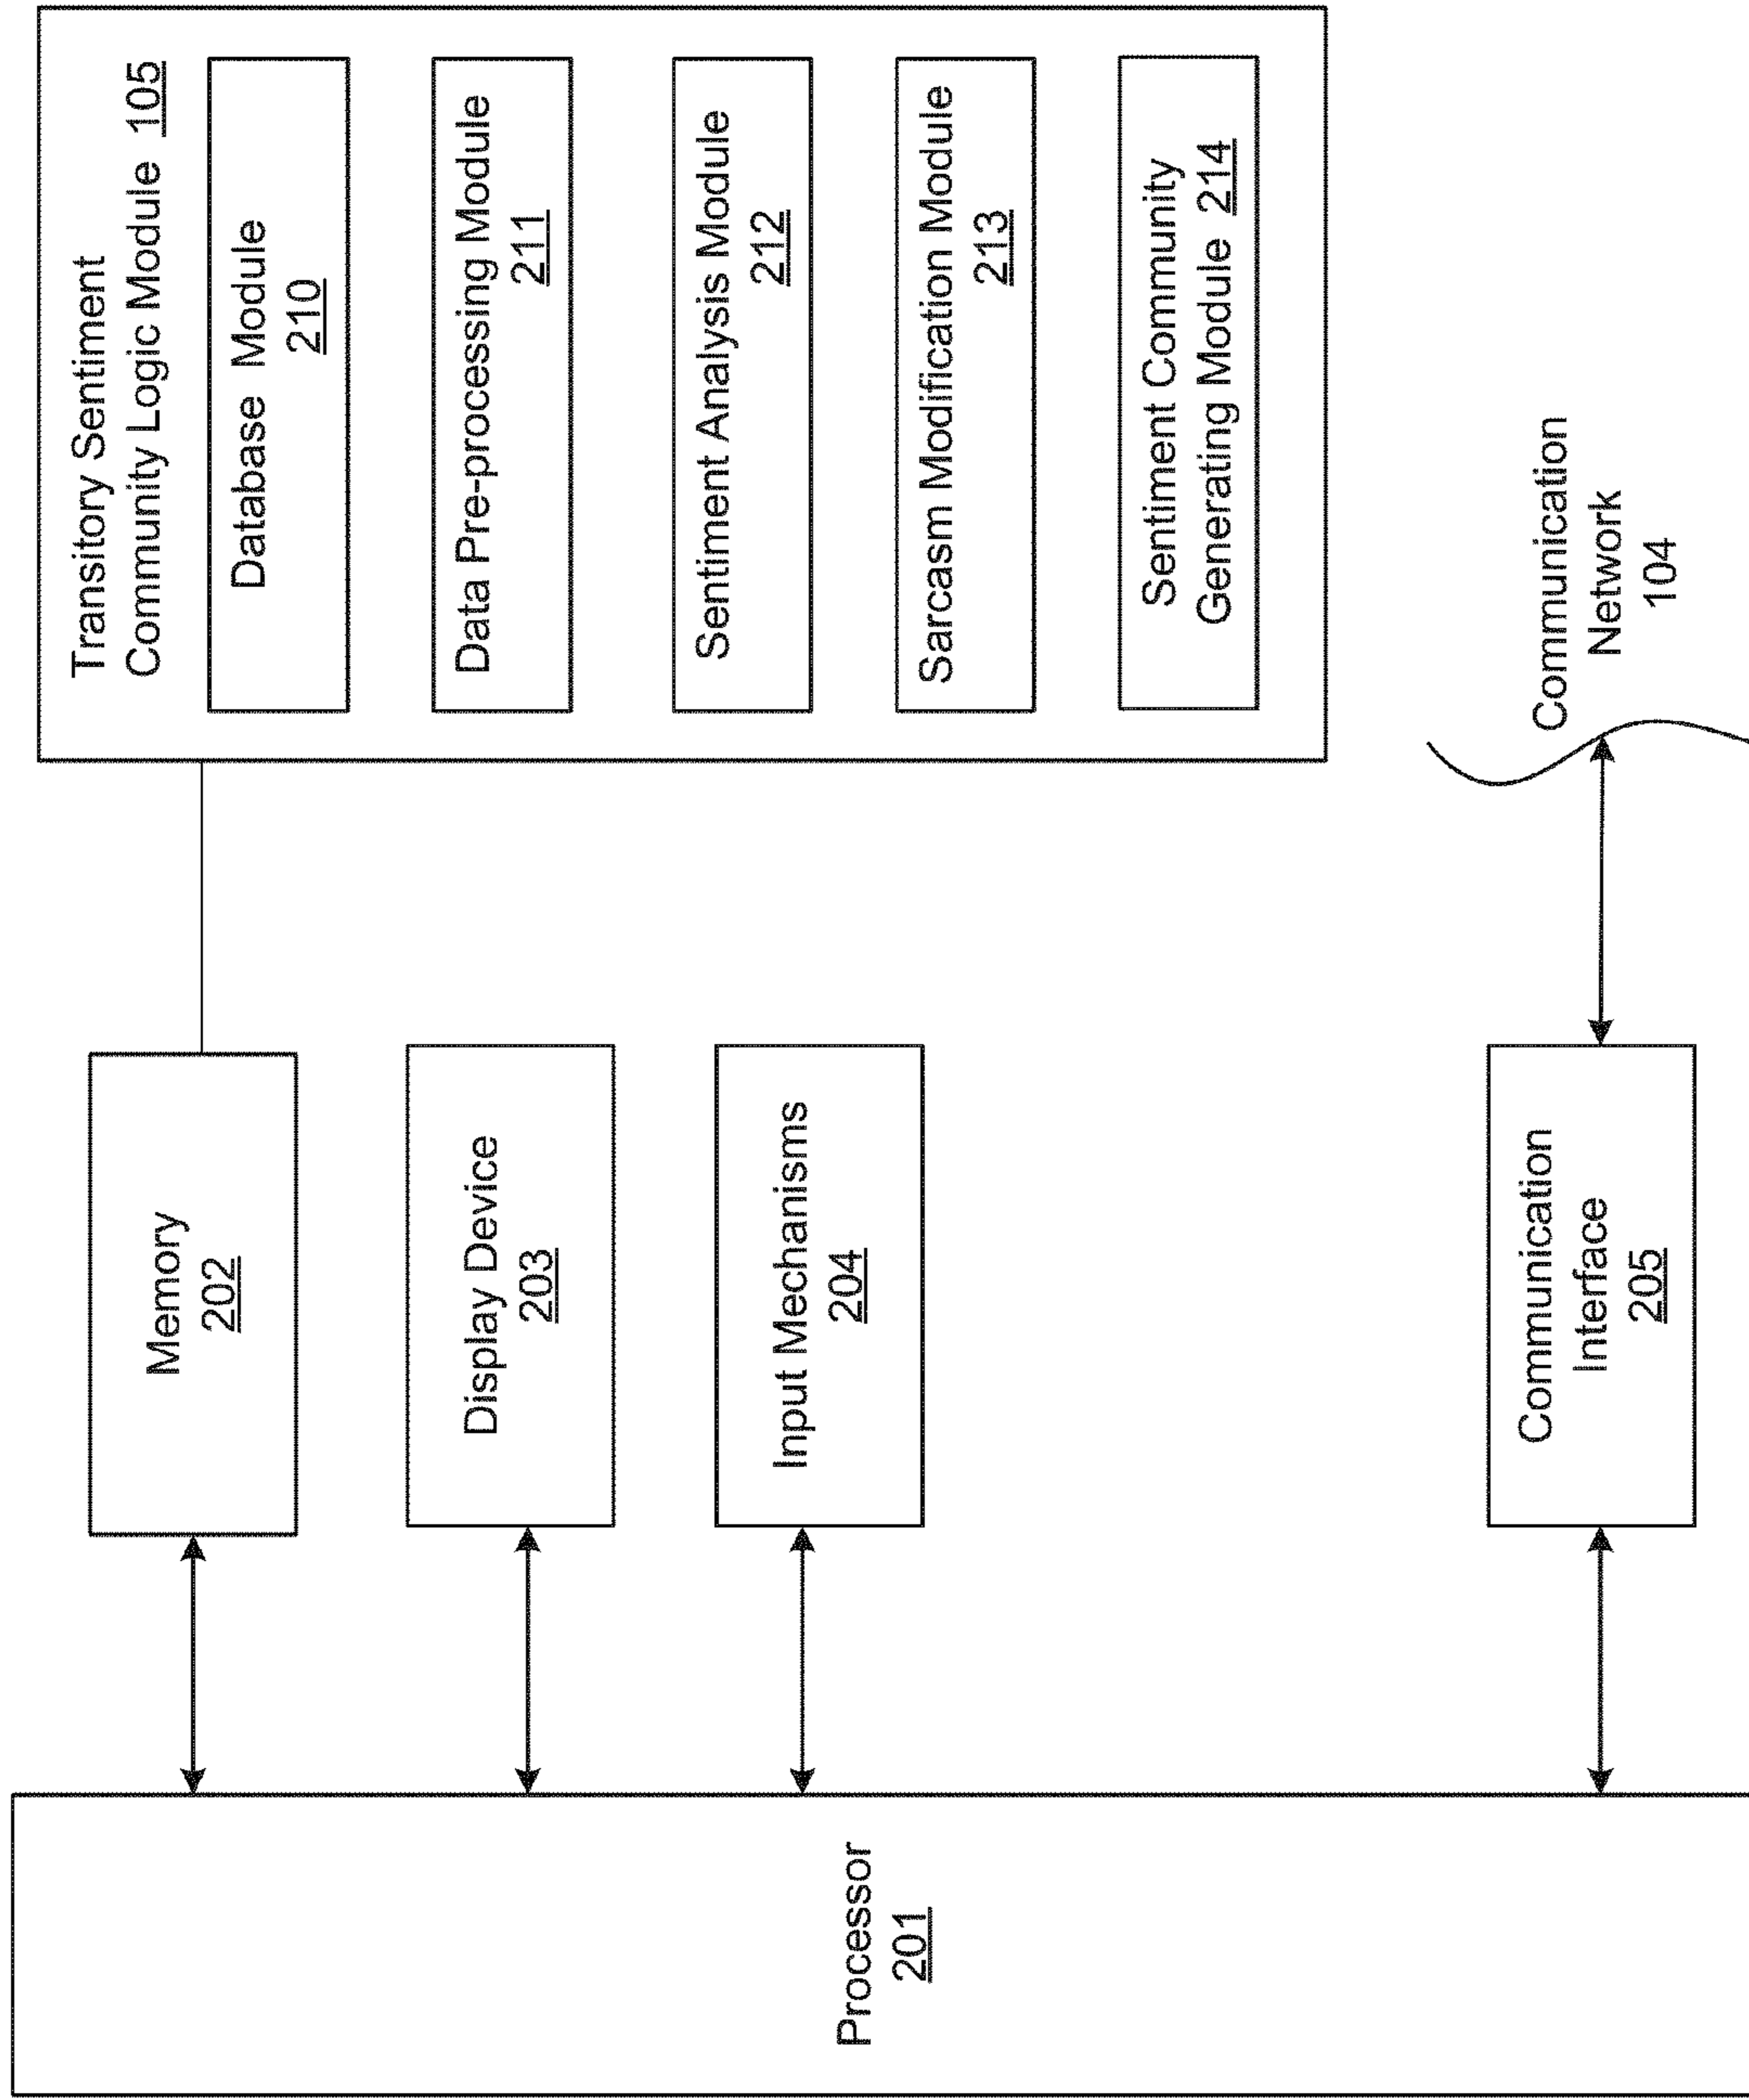 Processor
201
Memory
202
Display Device
203
Input Mechanisms
204
Communication
Interface
205
Transitory Sentiment
Community Logic Module 105
Database Module
210
Data Pre-processing Module
211
Sentiment Analysis Module
212
Sarcasm Modification Module
213
Sentiment Community
Generating Module 214
Communication
Network
104